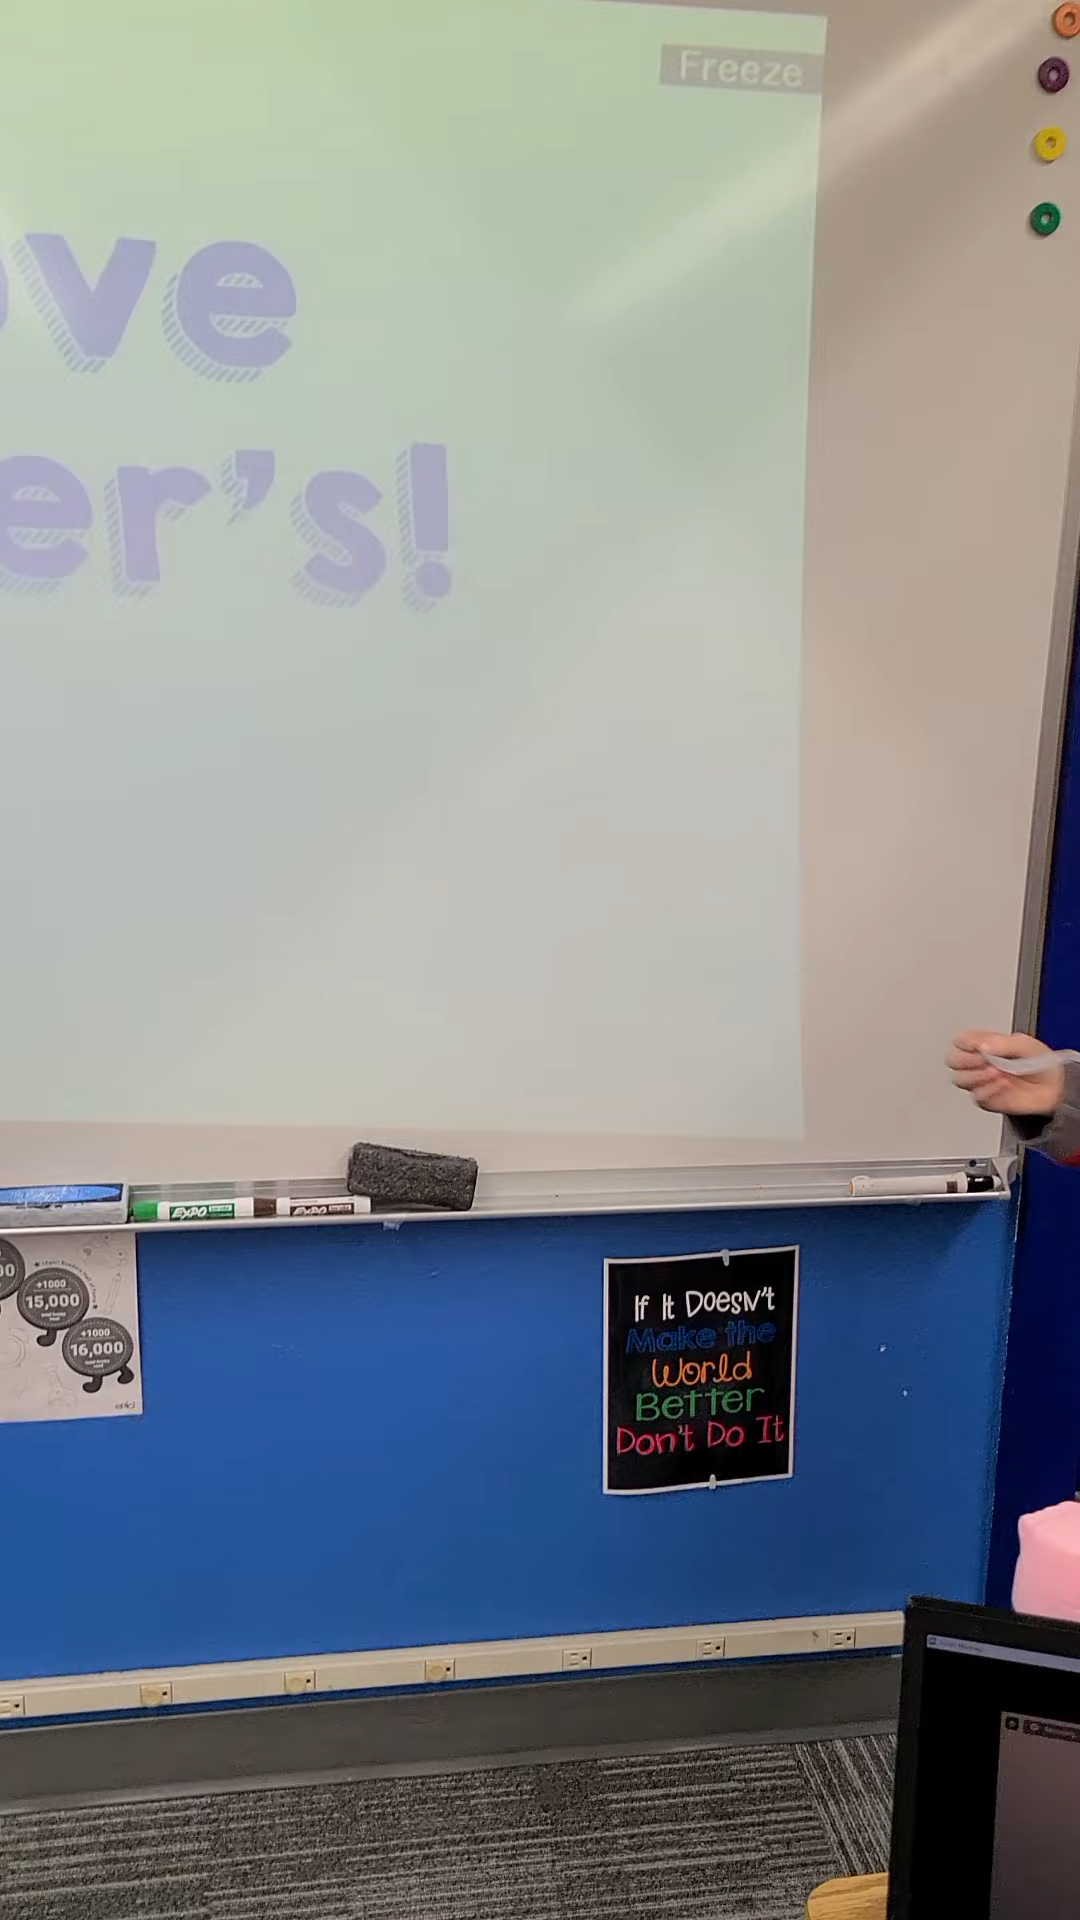 Freeze
ove
er's!
EXPO
EXPO
+1000
15,000
+1000
16,000
epic!
If It Doesn't
Make the
World
Better
Don't Do It